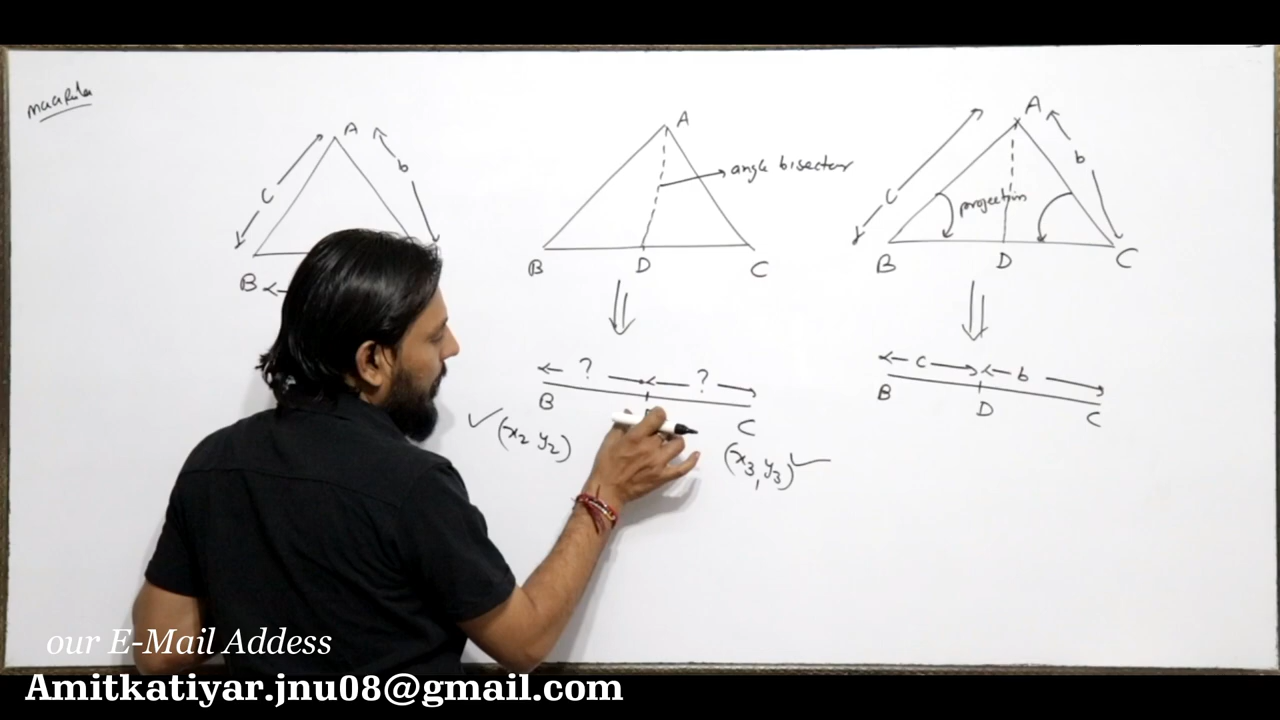 A
c
b
B
A
angle bisector
B
D
C
? ?
B
C
(x2 y2)
(x3, y3)
A
c
b
projection
B
D
C
c b
B
D
C
our E-Mail Addess
Amitkatiyar.jnu08@gmail.com